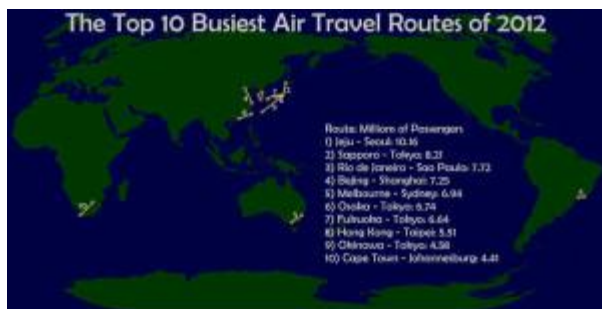 The Top 10 Busiest Air Travel Routes of 2012
Route: Millions of Passengers
1) Jeju - Seoul: 10.16
2) Sapporo - Tokyo: 8.21
3) Rio de Janeiro - Sao Paulo: 7.72
4) Beijing - Shanghai: 7.25
5) Melbourne - Sydney: 6.94
6) Osaka - Tokyo: 6.74
7) Fukuoka - Tokyo: 6.64
8) Hong Kong - Taipei: 5.51
9) Okinawa - Tokyo: 4.58
10) Cape Town - Johannesburg: 4.41